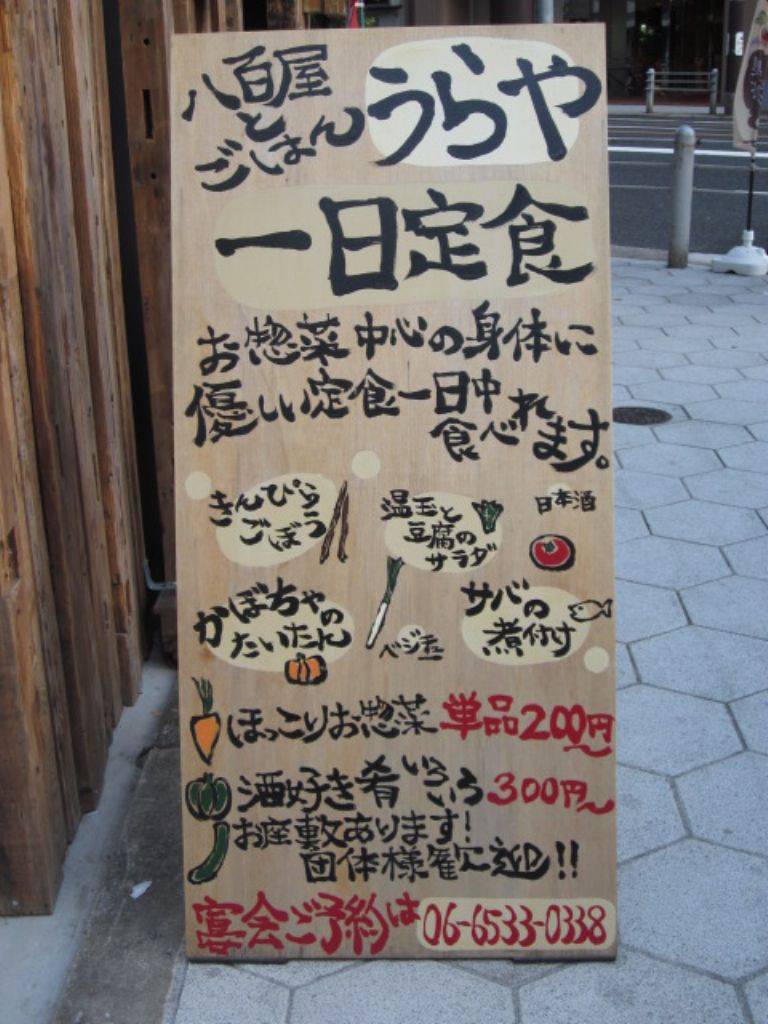 八百屋
と
ごはん
うらや
一日定食
お惣菜中心の身体に
優しい定食一日中
食べれます。
きんぴら
ごぼう
温玉と
豆腐の
サラダ
日本酒
かぼちゃの
たいたん
サバの
煮付け
ほっこりお惣菜 単品200円〜
酒好き肴いろいろ300円〜
お座敷あります!
団体様歓迎!!
宴会ご予約は 06-6533-0338